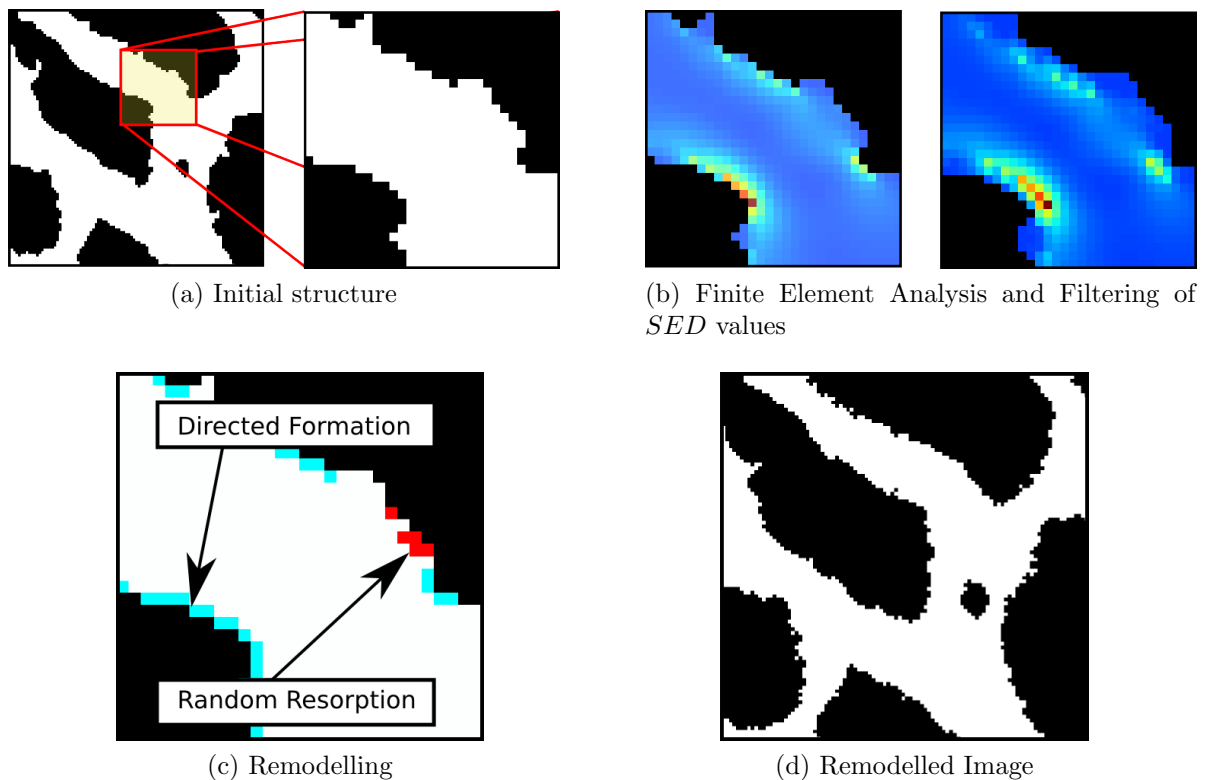 (a) Initial structure
(b) Finite Element Analysis and Filtering of
SED values
Directed Formation
Random Resorption
(c) Remodelling
(d) Remodelled Image